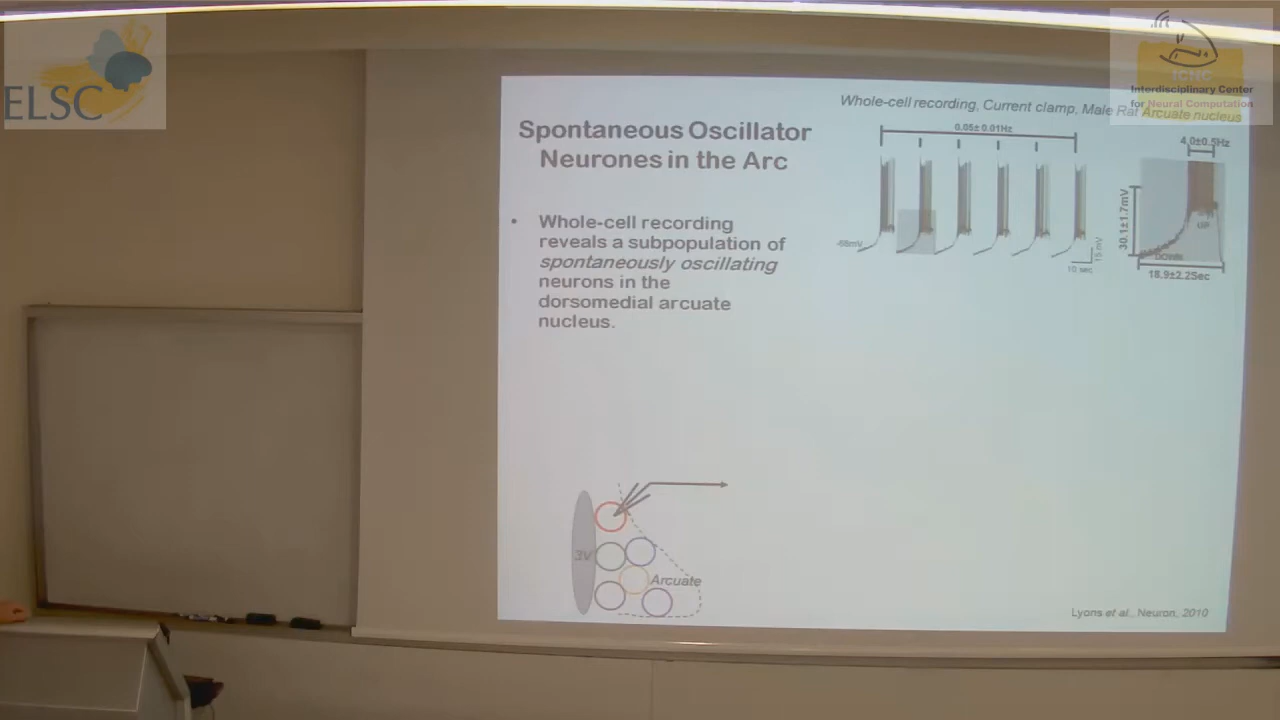 ELSC
ICNC
Interdisciplinary Center
for Neural Computation
Whole-cell recording, Current clamp, Male Rat Arcuate nucleus
Spontaneous Oscillator
Neurones in the Arc
0.05± 0.01Hz
4.0±0.5Hz
• Whole-cell recording
reveals a subpopulation of
spontaneously oscillating
neurons in the
dorsomedial arcuate
nucleus.
30.1±1.7mV
UP
DOWN
15 mV
10 sec
18.9±2.2Sec
3V
Arcuate
Lyons et al., Neuron, 2010